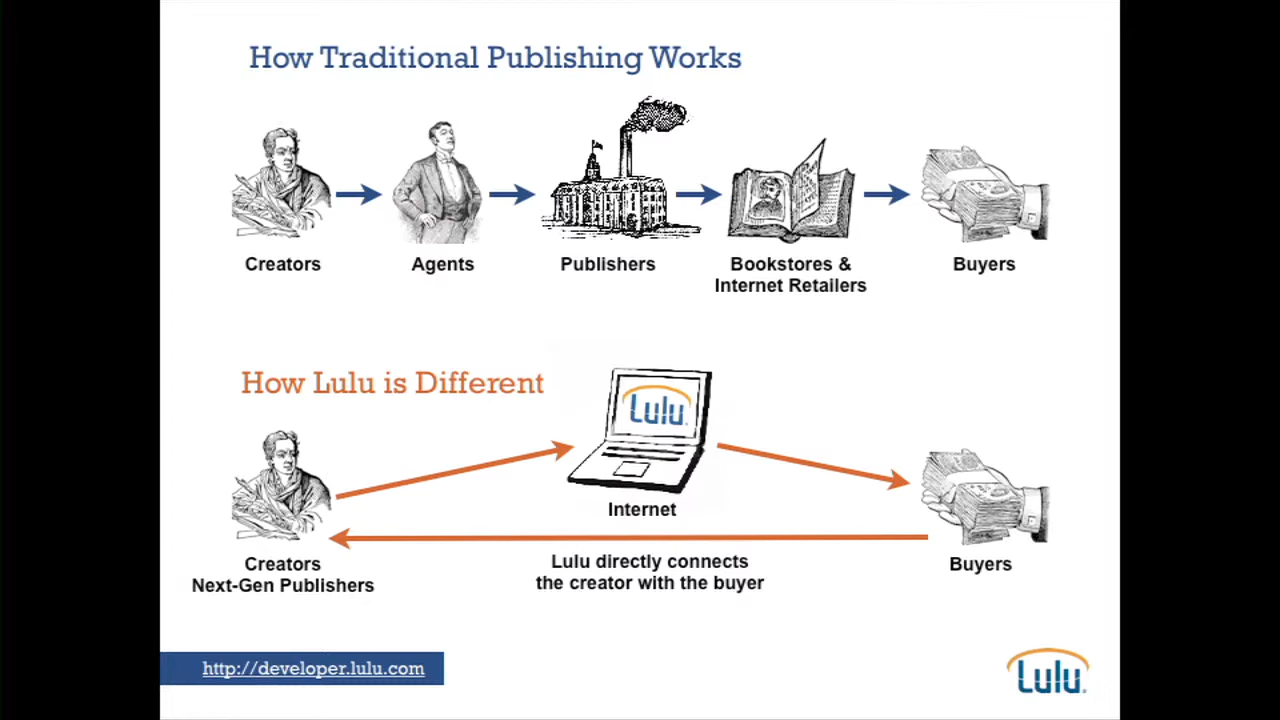 How Traditional Publishing Works
Creators
Agents
Publishers
Bookstores &
Internet Retailers
Buyers
How Lulu is Different
Lulu
Internet
Creators
Next-Gen Publishers
Lulu directly connects
the creator with the buyer
Buyers
http://developer.lulu.com
Lulu